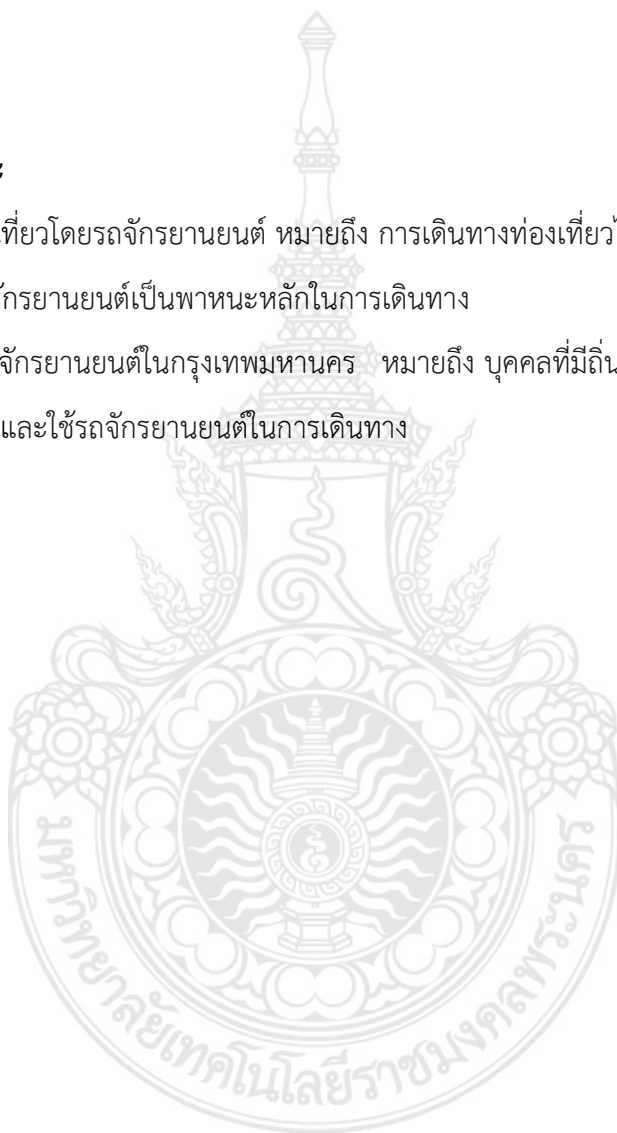 เที่ยวโดยรถจักรยานยนต์ หมายถึง การเดินทางท่องเที่ยว
จักรยานยนต์เป็นพาหนะหลักในการเดินทาง
จักรยานยนต์ในกรุงเทพมหานคร หมายถึง บุคคลที่มีถิ่น
และใช้รถจักรยานยนต์ในการเดินทาง
มหาวิทยาลัยเทคโนโลยีราชมงคลพระนคร